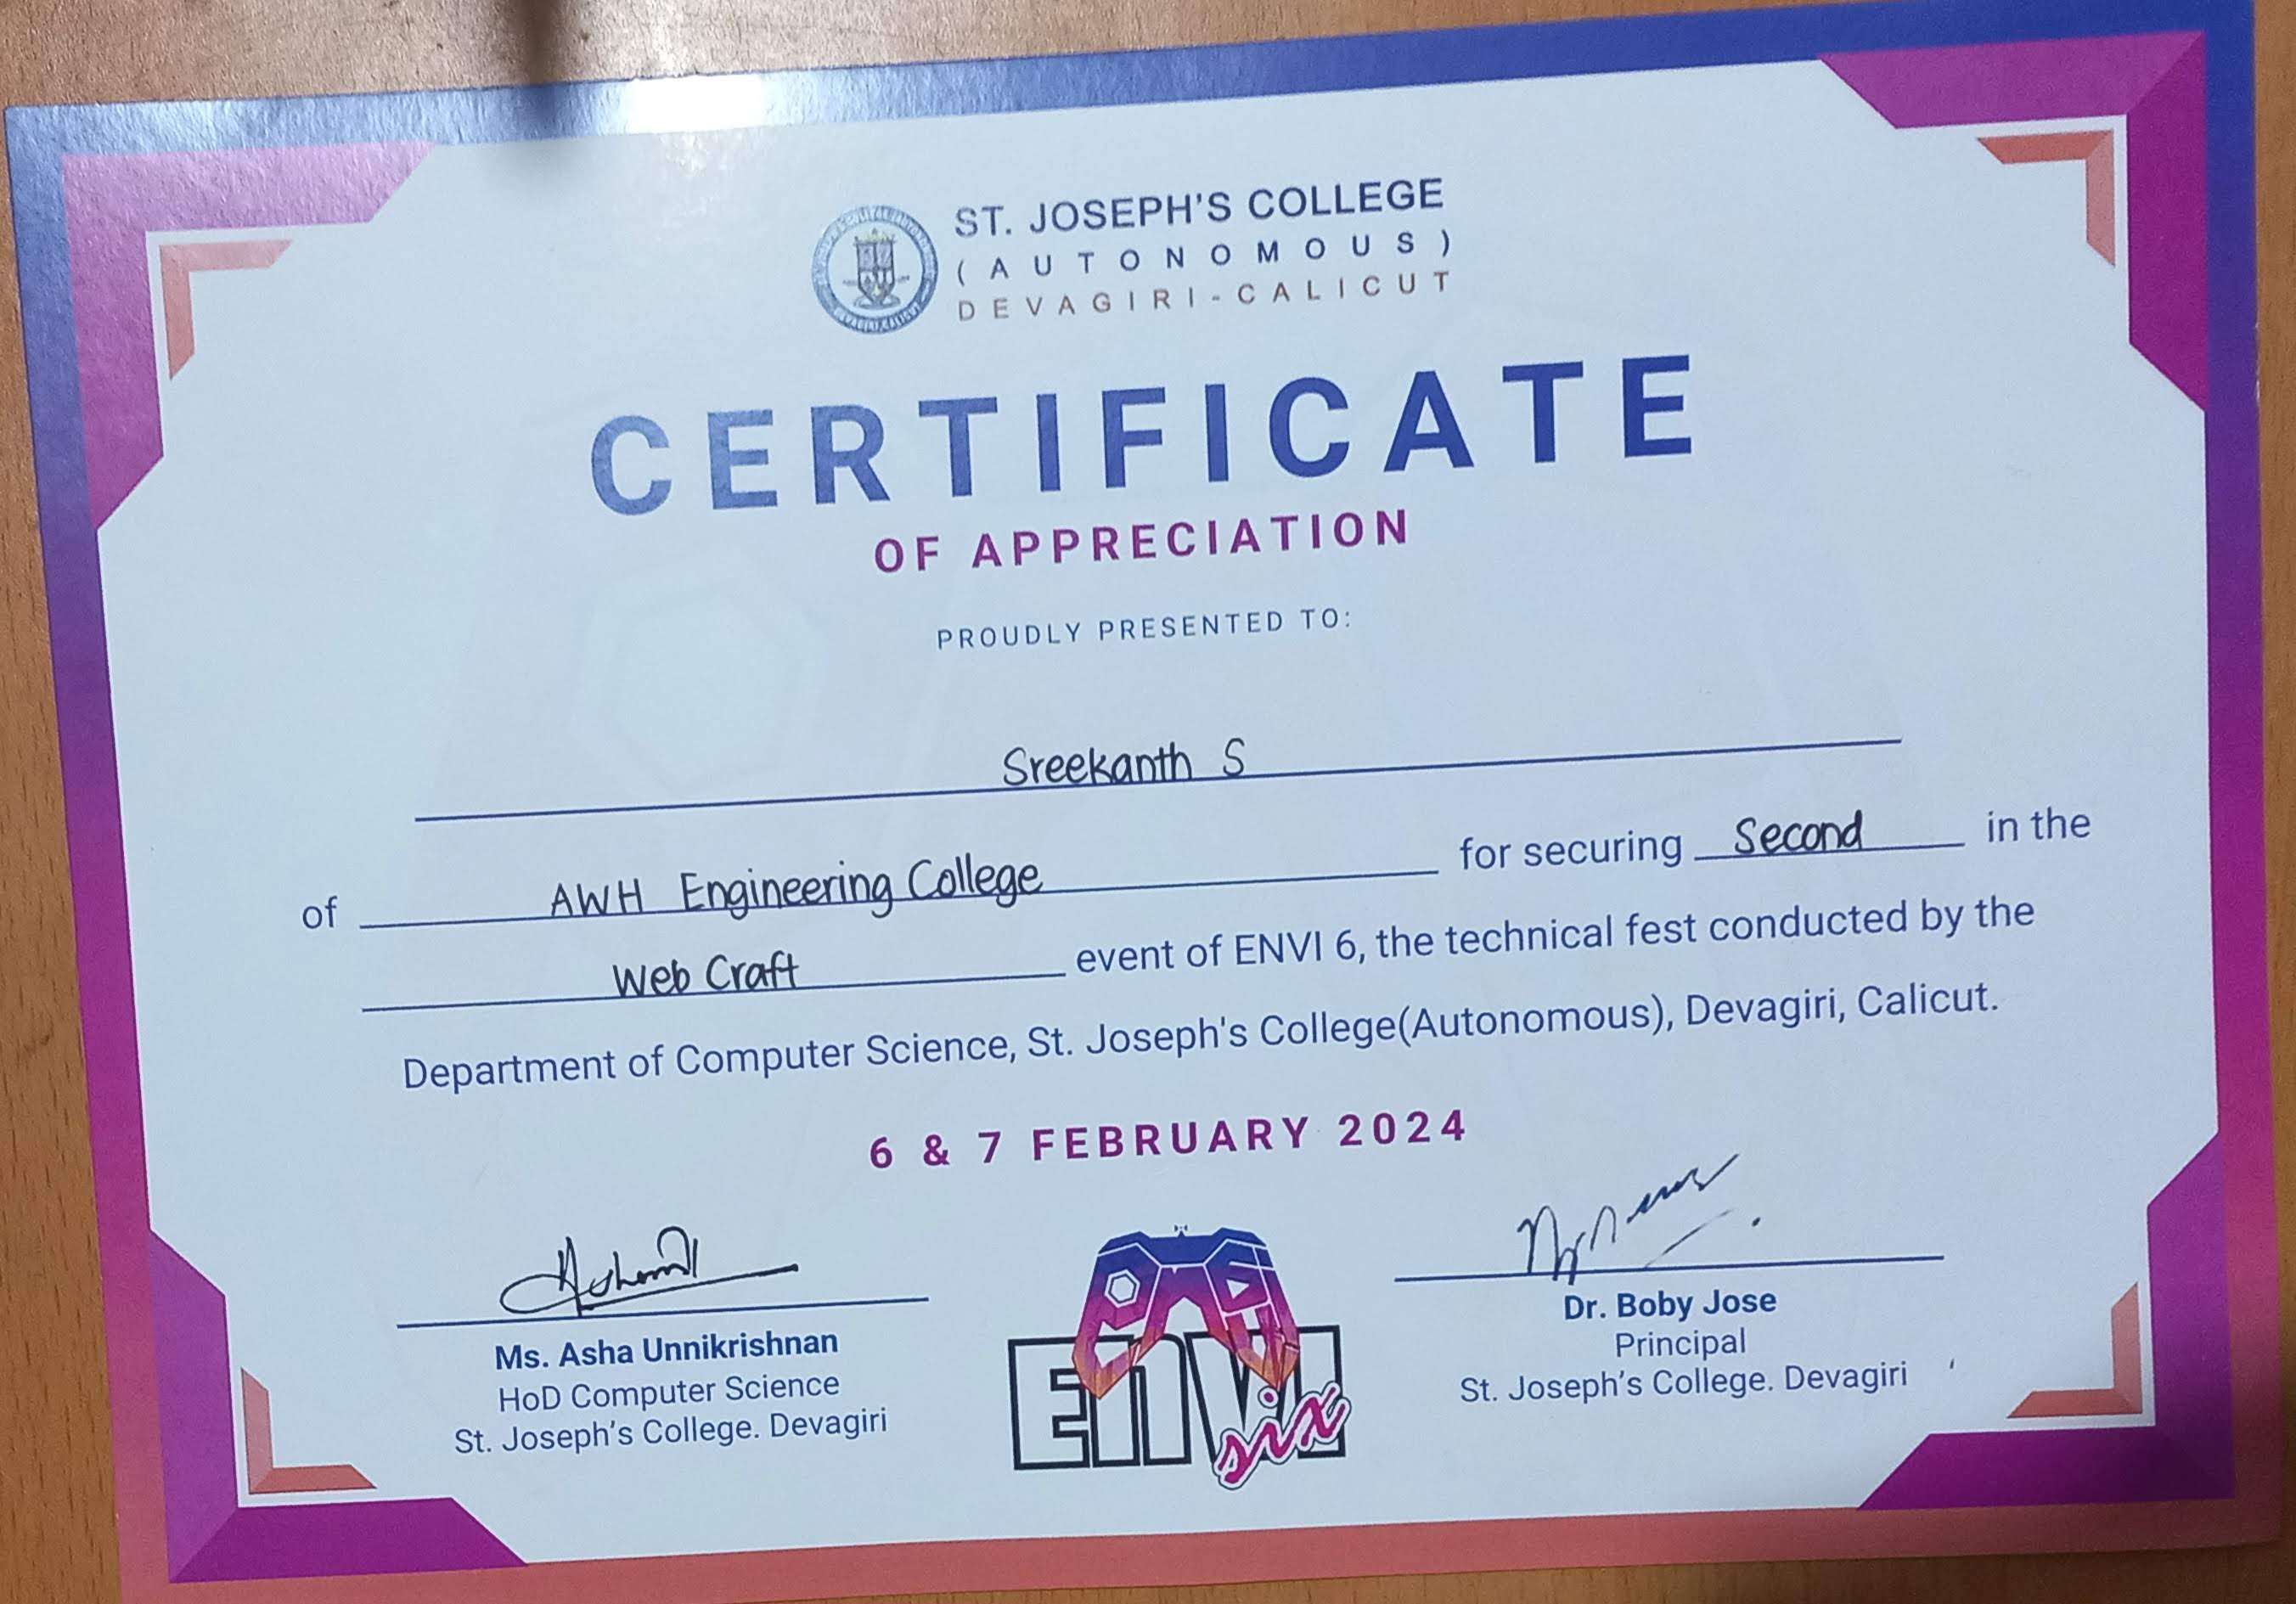 ST. JOSEPH'S COLLEGE
(AUTONOMOUS)
DEVAGIRI-CALICUT
CERTIFICATE
OF APPRECIATION
PROUDLY PRESENTED TO:
Sreekanth S
of AWH Engineering College for securing Second in the
Web Craft event of ENVI 6, the technical fest conducted by the
Department of Computer Science, St. Joseph's College(Autonomous), Devagiri, Calicut.
6 & 7 FEBRUARY 2024
Ms. Asha Unnikrishnan
HoD Computer Science
St. Joseph's College. Devagiri
ENVI
six
Dr. Boby Jose
Principal
St. Joseph's College. Devagiri